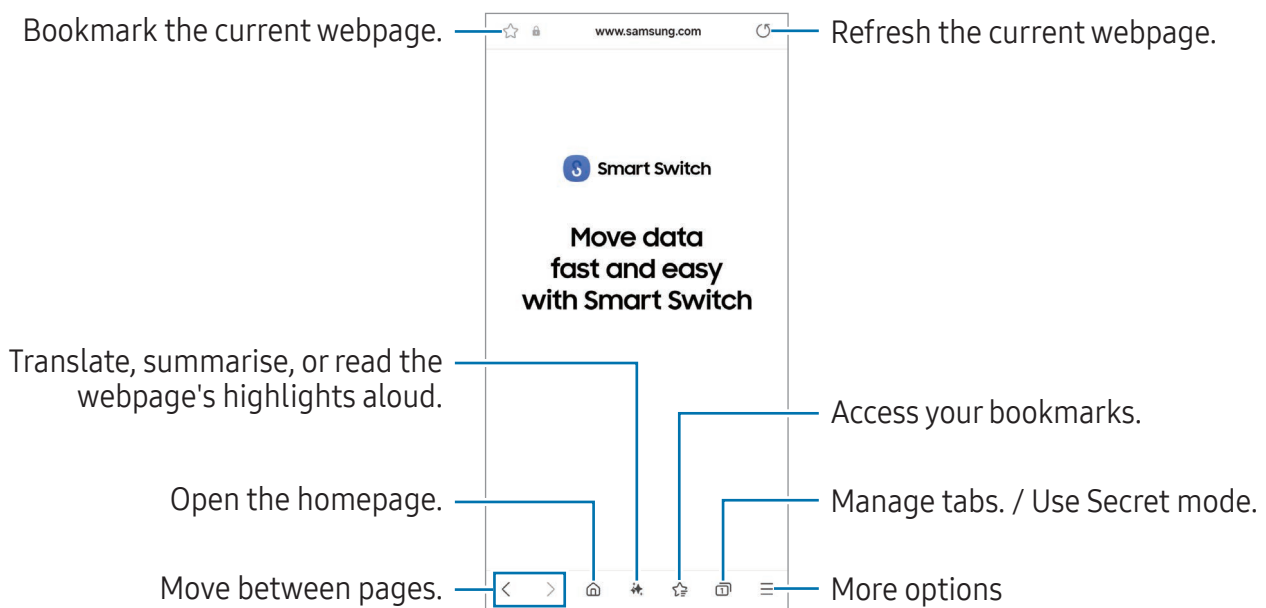 Bookmark the current webpage.
www.samsung.com
Refresh the current webpage.
Smart Switch
Move data
fast and easy
with Smart Switch
Translate, summarise, or read the
webpage's highlights aloud.
Access your bookmarks.
Open the homepage.
Manage tabs. / Use Secret mode.
Move between pages.
1
More options